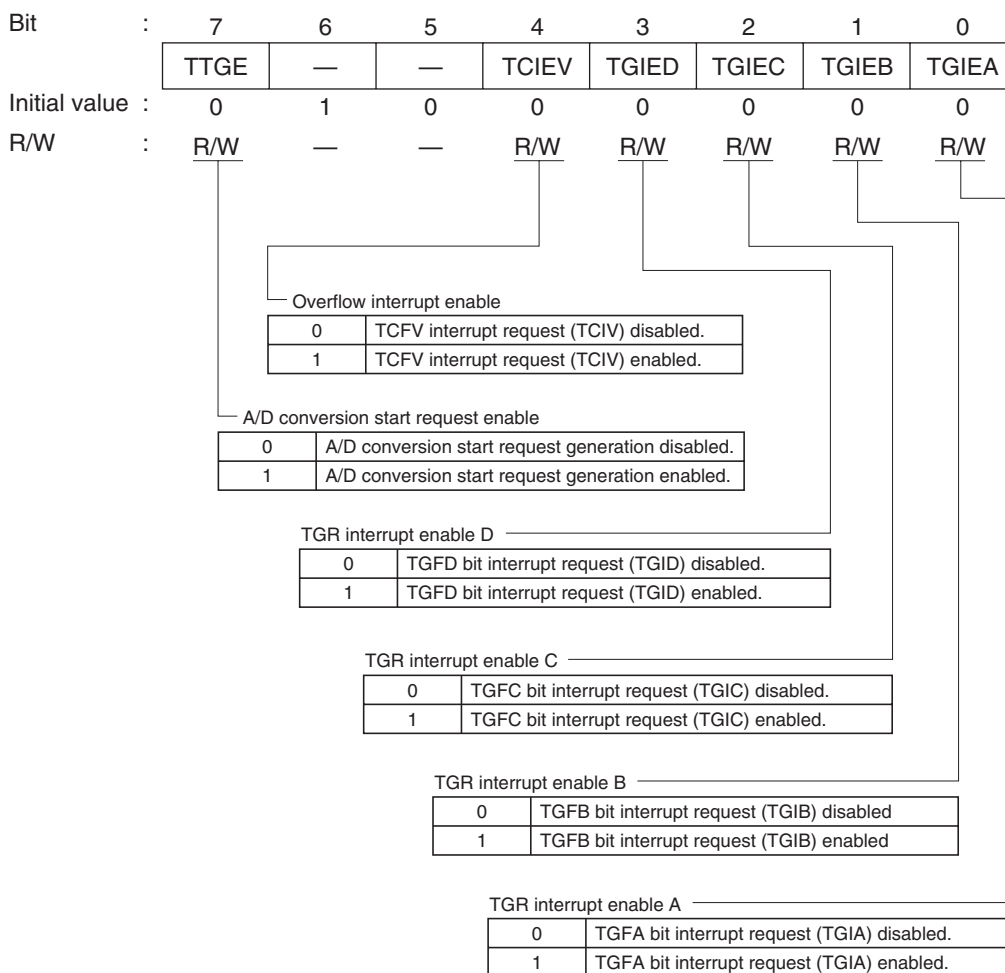 Bit : 7 6 5 4 3 2 1 0
TTGE — — TCIEV TGIED TGIEC TGIEB TGIEA
Initial value : 0 1 0 0 0 0 0 0
R/W : R/W — — R/W R/W R/W R/W R/W
Overflow interrupt enable
0 TCFV interrupt request (TCIV) disabled.
1 TCFV interrupt request (TCIV) enabled.
A/D conversion start request enable
0 A/D conversion start request generation disabled.
1 A/D conversion start request generation enabled.
TGR interrupt enable D
0 TGFD bit interrupt request (TGID) disabled.
1 TGFD bit interrupt request (TGID) enabled.
TGR interrupt enable C
0 TGFC bit interrupt request (TGIC) disabled.
1 TGFC bit interrupt request (TGIC) enabled.
TGR interrupt enable B
0 TGFB bit interrupt request (TGIB) disabled
1 TGFB bit interrupt request (TGIB) enabled
TGR interrupt enable A
0 TGFA bit interrupt request (TGIA) disabled.
1 TGFA bit interrupt request (TGIA) enabled.